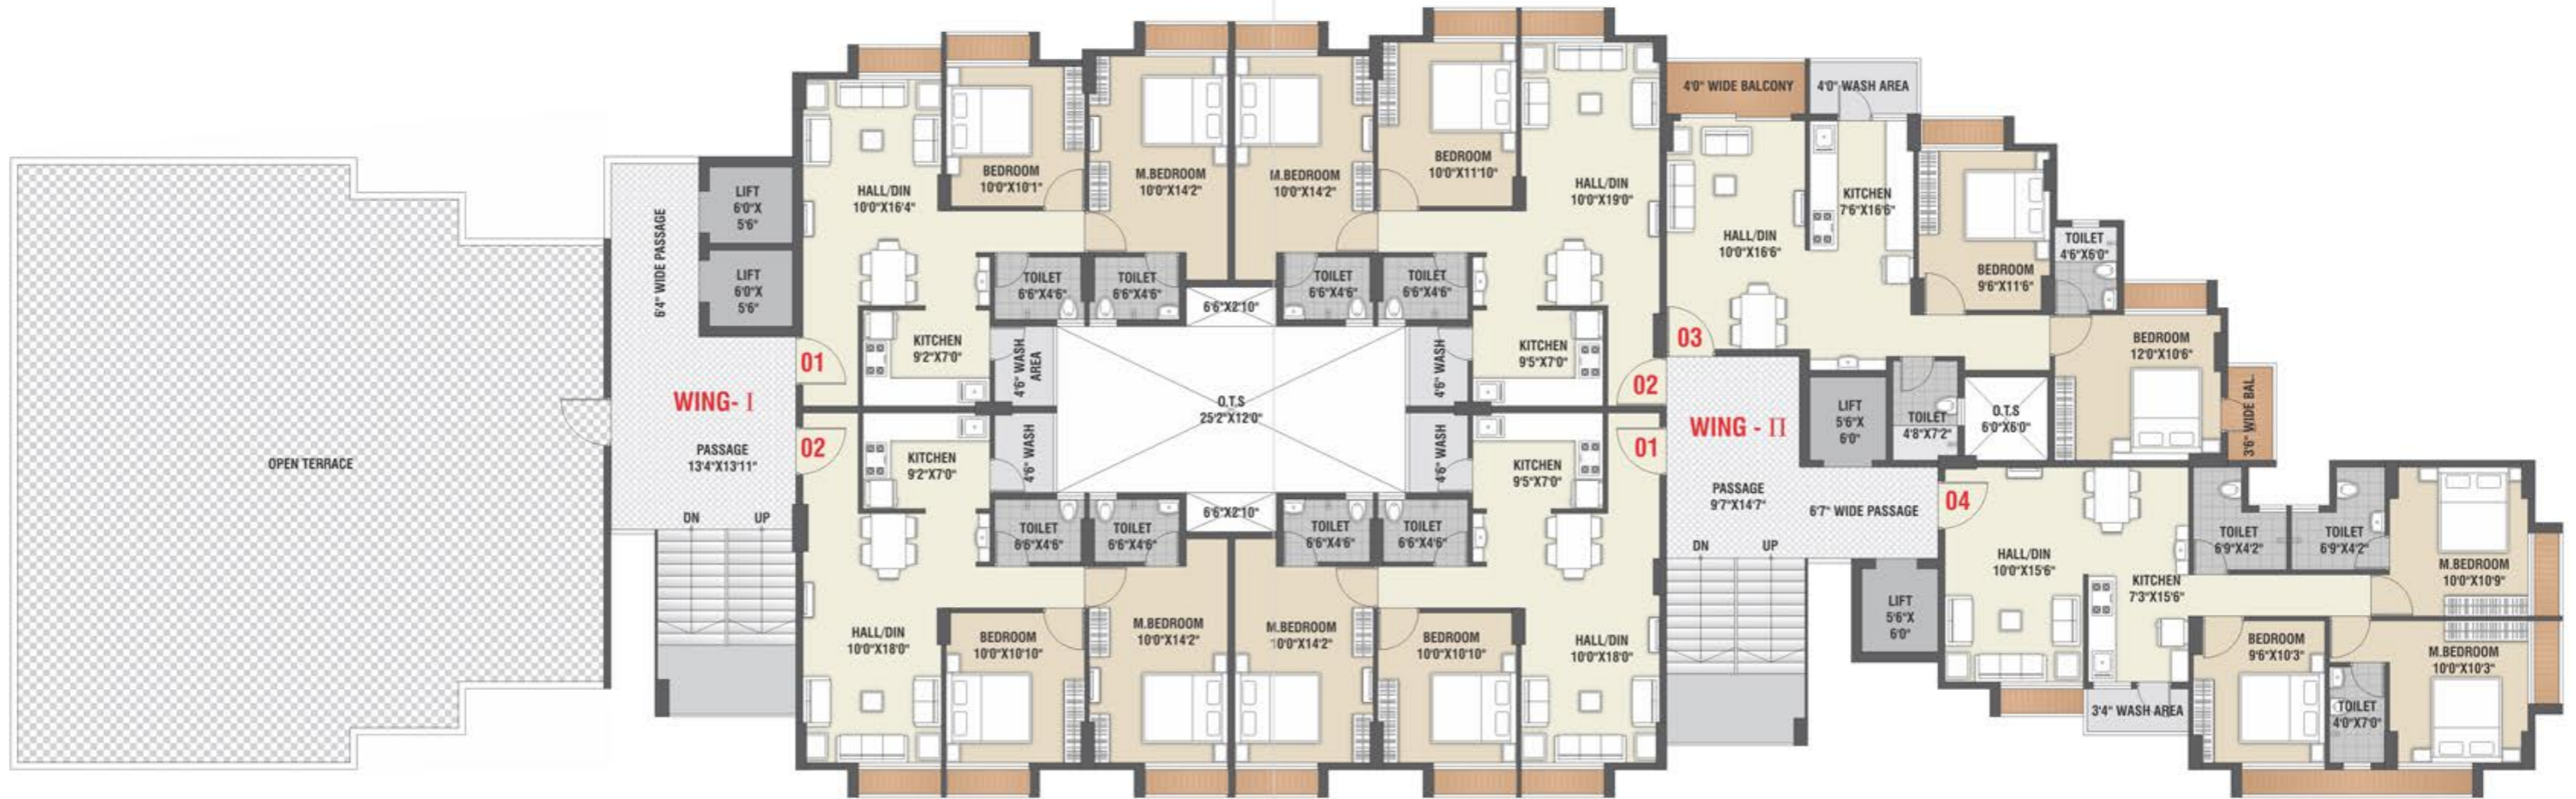 OPEN TERRACE
6'4" WIDE PASSAGE
LIFT
6'0"X
5'6"
LIFT
6'0"X
5'6"
WING- I
PASSAGE
13'4"X13'11"
DN
UP
01
HALL/DIN
10'0"X16'4"
BEDROOM
10'0"X10'1"
M.BEDROOM
10'0"X14'2"
TOILET
6'6"X4'6"
TOILET
6'6"X4'6"
KITCHEN
9'2"X7'0"
4'6" WASH
AREA
02
KITCHEN
9'2"X7'0"
4'6" WASH
TOILET
6'6"X4'6"
TOILET
6'6"X4'6"
HALL/DIN
10'0"X18'0"
BEDROOM
10'0"X10'10"
M.BEDROOM
10'0"X14'2"
6'6"X2'10"
O.T.S
25'2"X12'0"
6'6"X2'10"
M.BEDROOM
10'0"X14'2"
BEDROOM
10'0"X11'10"
HALL/DIN
10'0"X19'0"
TOILET
6'6"X4'6"
TOILET
6'6"X4'6"
4'6" WASH
KITCHEN
9'5"X7'0"
02
4'6" WASH
KITCHEN
9'5"X7'0"
01
TOILET
6'6"X4'6"
TOILET
6'6"X4'6"
M.BEDROOM
10'0"X14'2"
BEDROOM
10'0"X10'10"
HALL/DIN
10'0"X18'0"
4'0" WIDE BALCONY
4'0" WASH AREA
HALL/DIN
10'0"X16'6"
KITCHEN
7'6"X16'6"
BEDROOM
9'6"X11'6"
TOILET
4'6"X6'0"
03
BEDROOM
12'0"X10'6"
3'6" WIDE BAL.
WING - II
LIFT
5'6"X
6'0"
TOILET
4'8"X7'2"
O.T.S
6'0"X6'0"
PASSAGE
9'7"X14'7"
6'7" WIDE PASSAGE
DN
UP
LIFT
5'6"X
6'0"
04
HALL/DIN
10'0"X15'6"
KITCHEN
7'3"X15'6"
TOILET
6'9"X4'2"
TOILET
6'9"X4'2"
M.BEDROOM
10'0"X10'9"
BEDROOM
9'6"X10'3"
M.BEDROOM
10'0"X10'3"
TOILET
4'0"X7'0"
3'4" WASH AREA